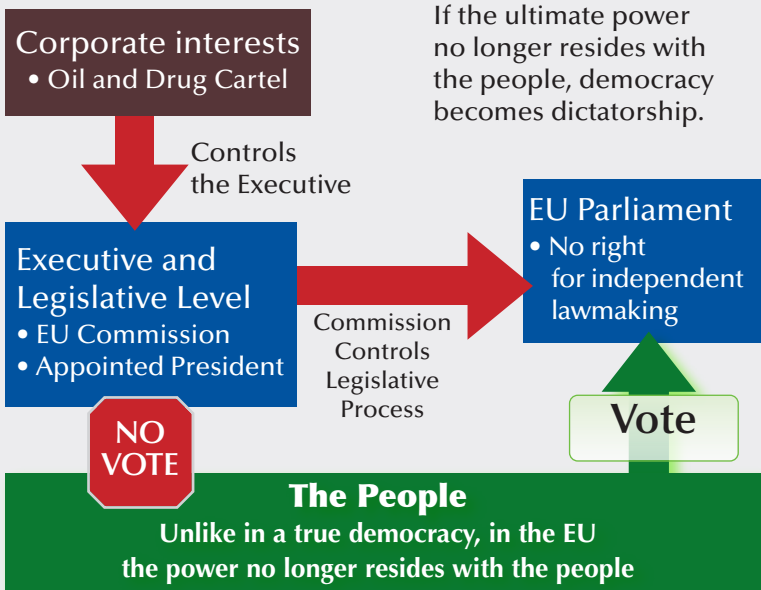 Corporate interests
• Oil and Drug Cartel
If the ultimate power
no longer resides with
the people, democracy
becomes dictatorship.
Controls
the Executive
Executive and
Legislative Level
• EU Commission
• Appointed President
Commission
Controls
Legislative
Process
EU Parliament
• No right
for independent
lawmaking
NO
VOTE
Vote
The People
Unlike in a true democracy, in the EU
the power no longer resides with the people